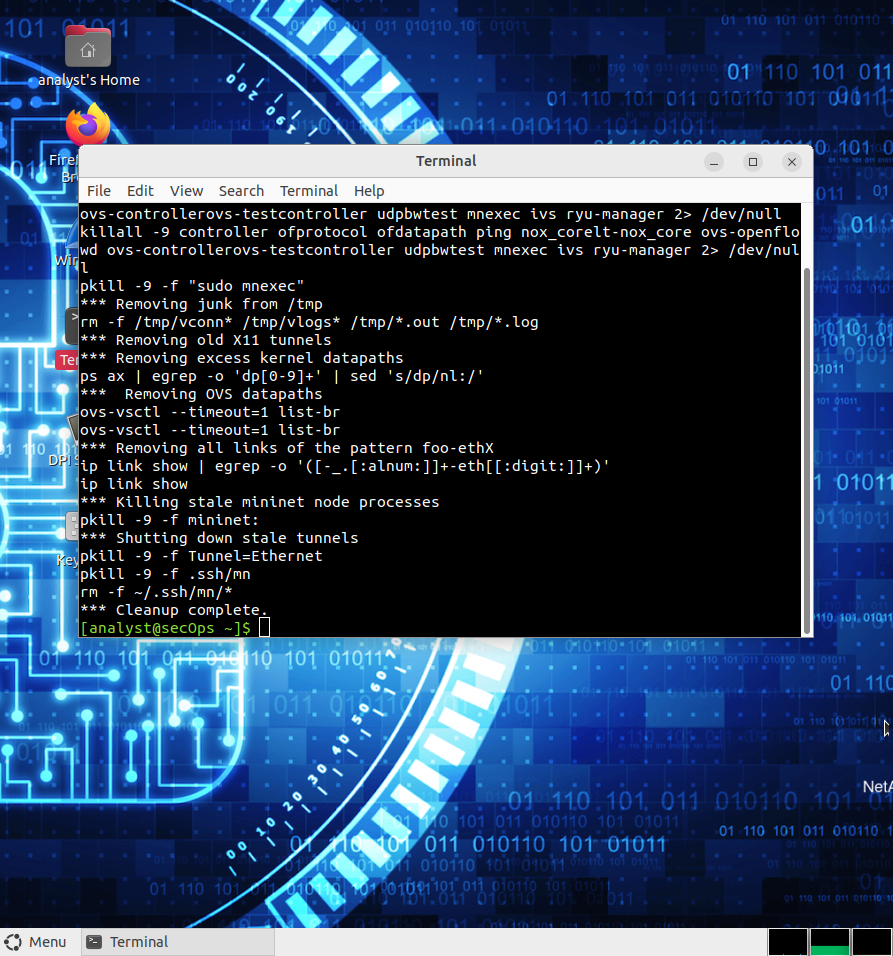 analyst's Home
Terminal
File Edit View Search Terminal Help
ovs-controllerovs-testcontroller udpbwtest mnexec ivs ryu-manager 2> /dev/null
killall -9 controller ofprotocol ofdatapath ping nox_corelt-nox_core ovs-openflo
wd ovs-controllerovs-testcontroller udpbwtest mnexec ivs ryu-manager 2> /dev/nul
l
pkill -9 -f "sudo mnexec"
*** Removing junk from /tmp
rm -f /tmp/vconn* /tmp/vlogs* /tmp/*.out /tmp/*.log
*** Removing old X11 tunnels
*** Removing excess kernel datapaths
ps ax | egrep -o 'dp[0-9]+' | sed 's/dp/nl:/'
***  Removing OVS datapaths
ovs-vsctl --timeout=1 list-br
ovs-vsctl --timeout=1 list-br
*** Removing all links of the pattern foo-ethX
ip link show | egrep -o '([-_.[:alnum:]]+-eth[[:digit:]]+)'
ip link show
*** Killing stale mininet node processes
pkill -9 -f mininet:
*** Shutting down stale tunnels
pkill -9 -f Tunnel=Ethernet
pkill -9 -f .ssh/mn
rm -f ~/.ssh/mn/*
*** Cleanup complete.
[analyst@secOps ~]$
Menu
Terminal